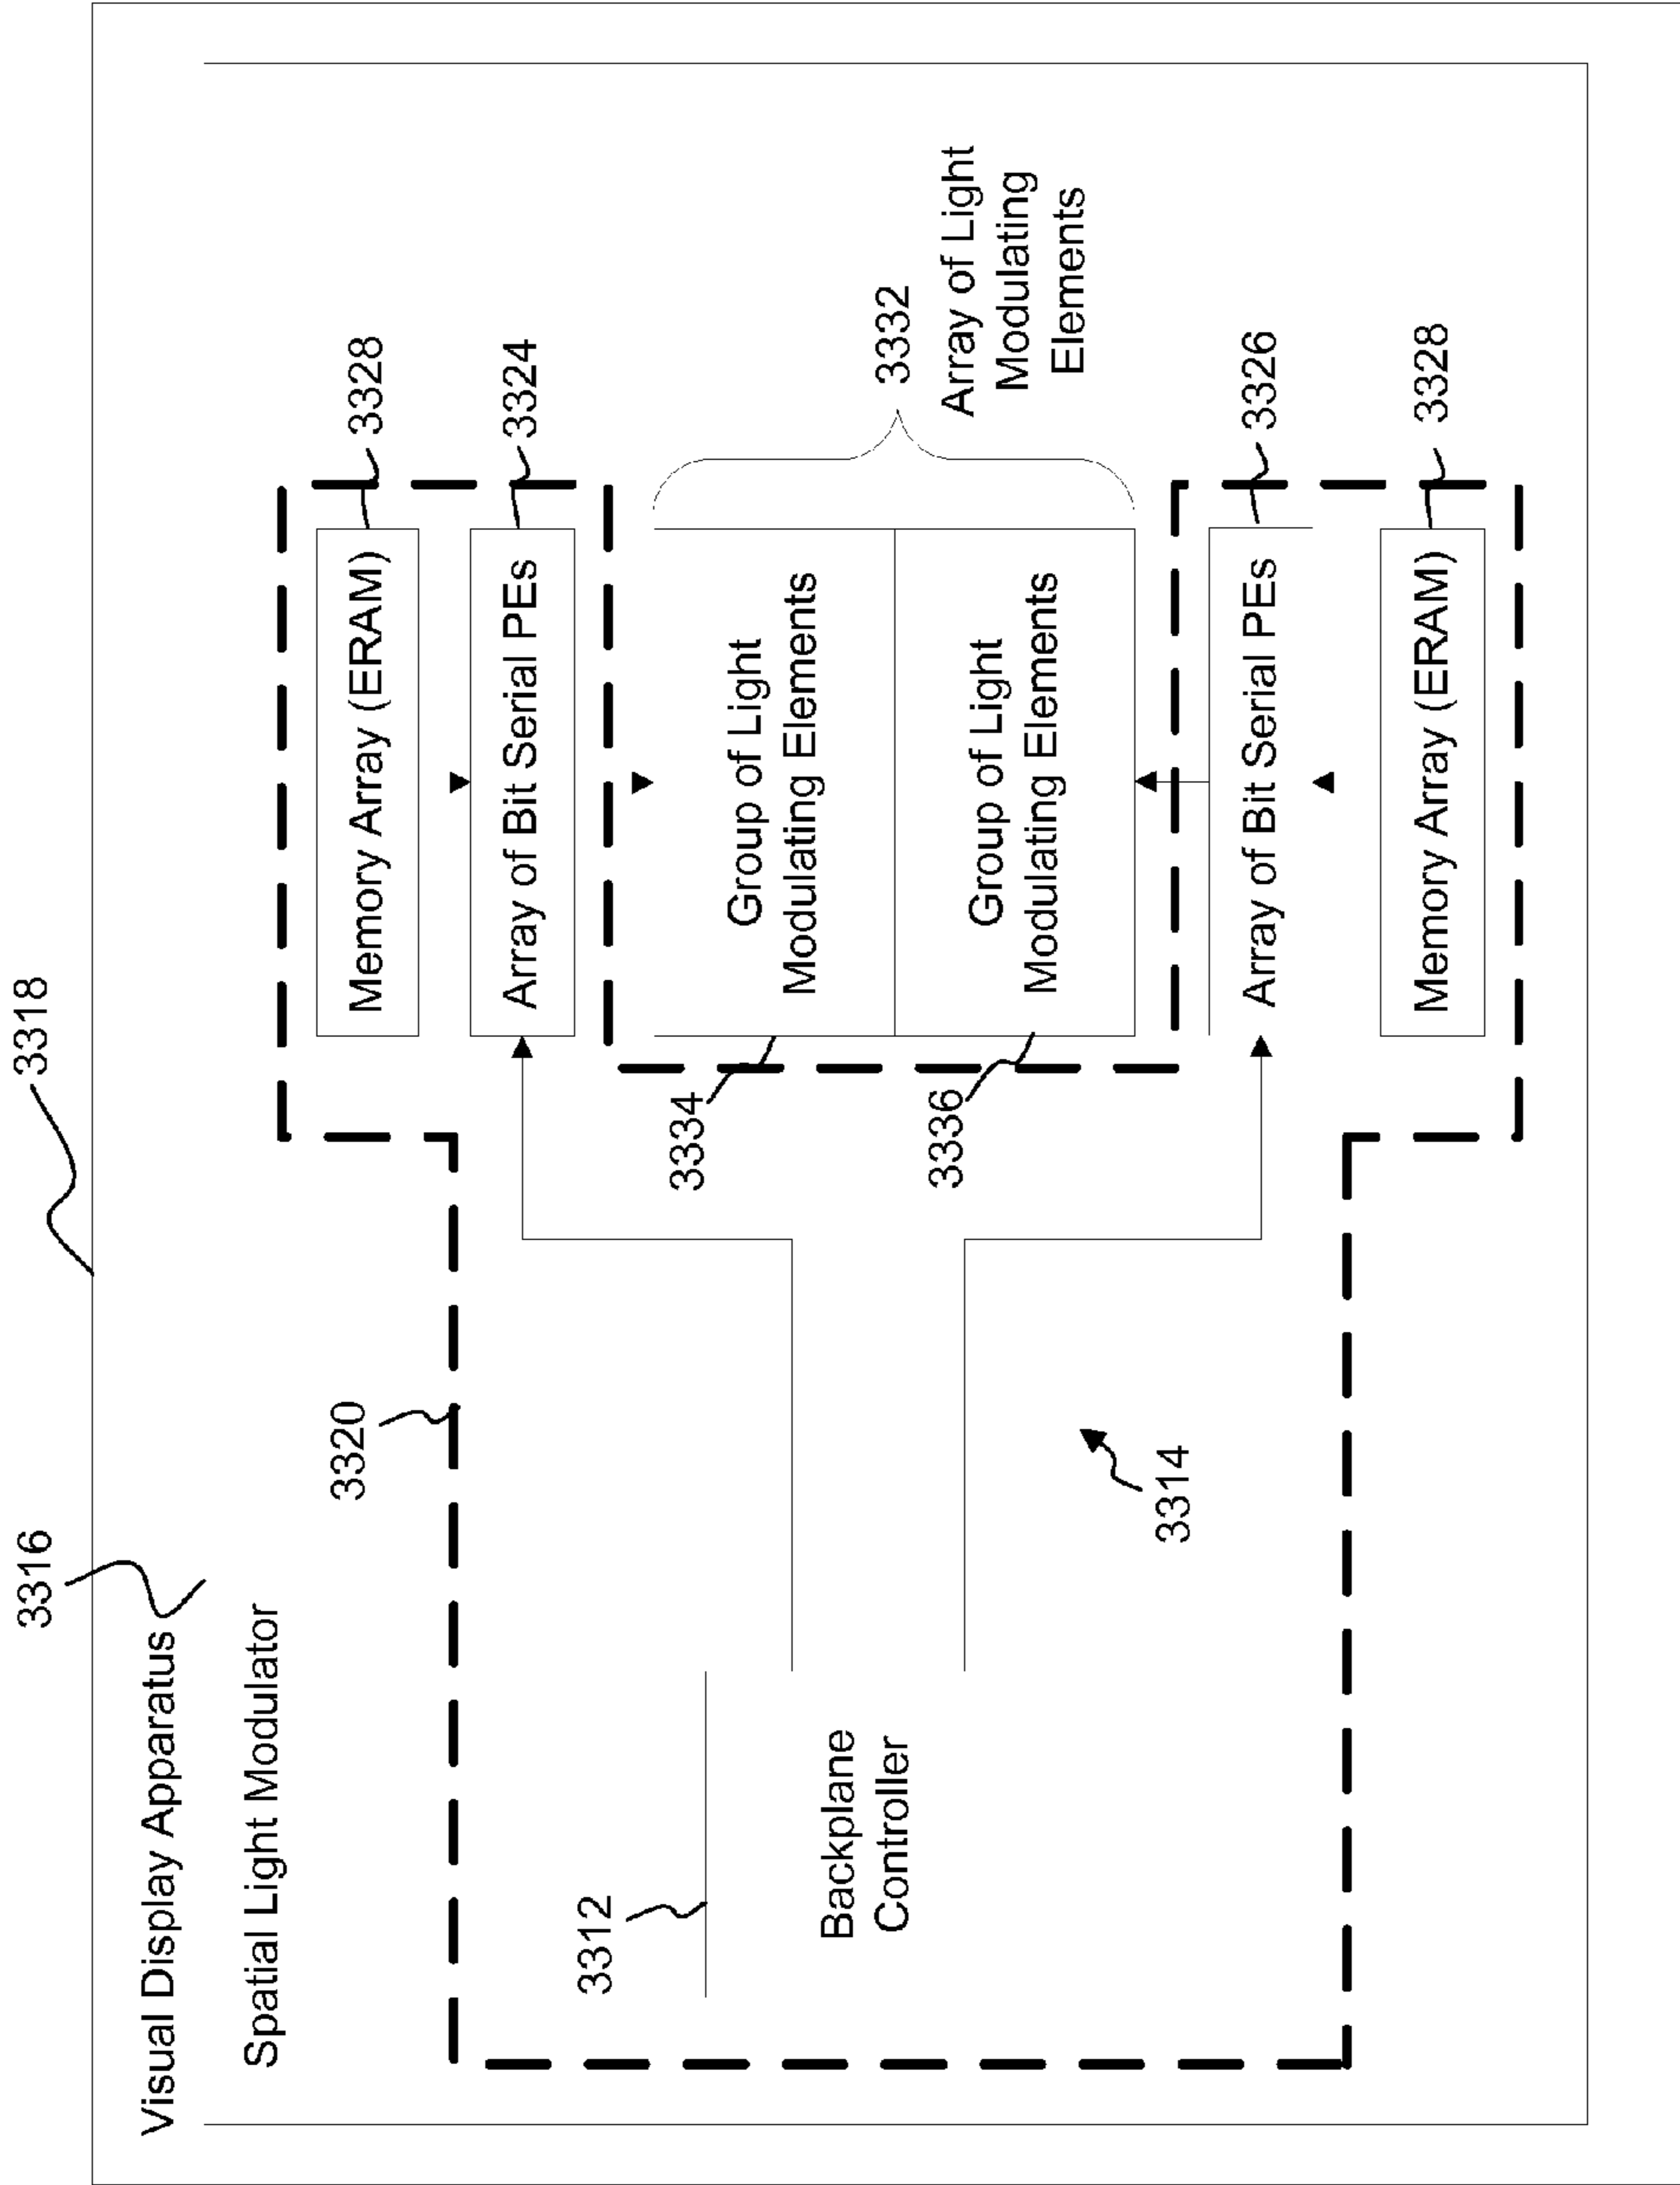 3318
3316
Visual Display Apparatus
Spatial Light Modulator
3320
Memory Array (ERAM)
3328
Array of Bit Serial PEs
3324
3312
Backplane
Controller
3314
3334
Group of Light
Modulating Elements
3336
Group of Light
Modulating Elements
3332
Array of Light
Modulating
Elements
Array of Bit Serial PEs
3326
Memory Array (ERAM)
3328